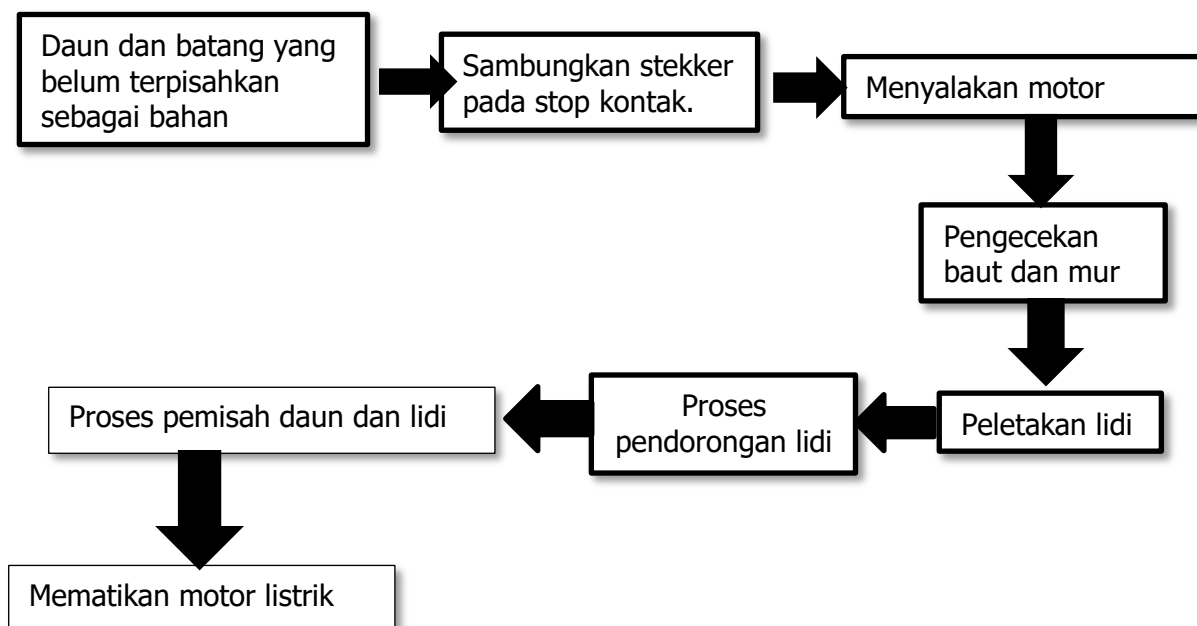 Daun dan batang yang
belum terpisahkan
sebagai bahan
Sambungkan stekker
pada stop kontak.
Menyalakan motor
Pengecekan
baut dan mur
Peletakan lidi
Proses
pendorongan lidi
Proses pemisah daun dan lidi
Mematikan motor listrik